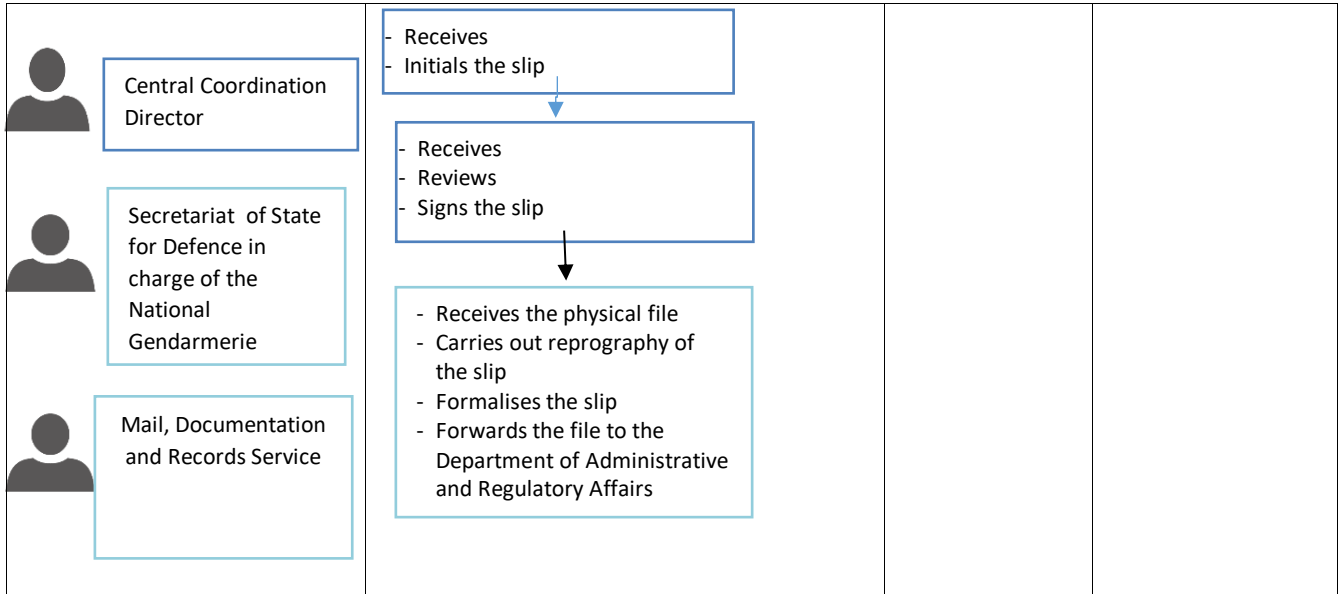 Central Coordination
Director
- Receives
- Initials the slip
Secretariat of State
for Defence in
charge of the
National
Gendarmerie
- Receives
- Reviews
- Signs the slip
Mail, Documentation
and Records Service
- Receives the physical file
- Carries out reprography of
the slip
- Formalises the slip
- Forwards the file to the
Department of Administrative
and Regulatory Affairs